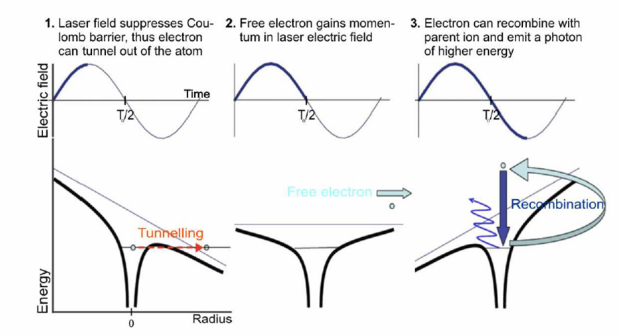 1. Laser field suppresses Cou-
lomb barrier, thus electron
can tunnel out of the atom
2. Free electron gains momen-
tum in laser electric field
3. Electron can recombine with
parent ion and emit a photon
of higher energy
Electric field
Time
T/2
T/2
T/2
Free electron
Recombination
Tunnelling
Energy
0
Radius